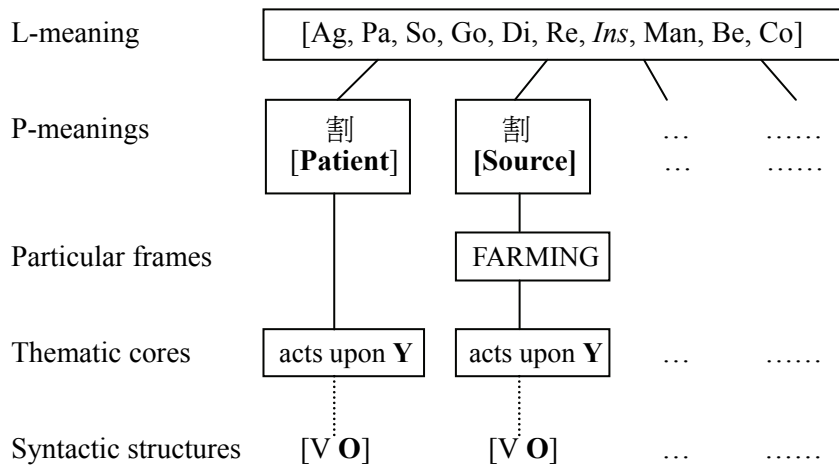 L-meaning [Ag, Pa, So, Go, Di, Re, Ins, Man, Be, Co]
P-meanings 割 割 … ……
[Patient] [Source] … ……
Particular frames FARMING
Thematic cores acts upon Y acts upon Y … ……
Syntactic structures [V O] [V O] … ……